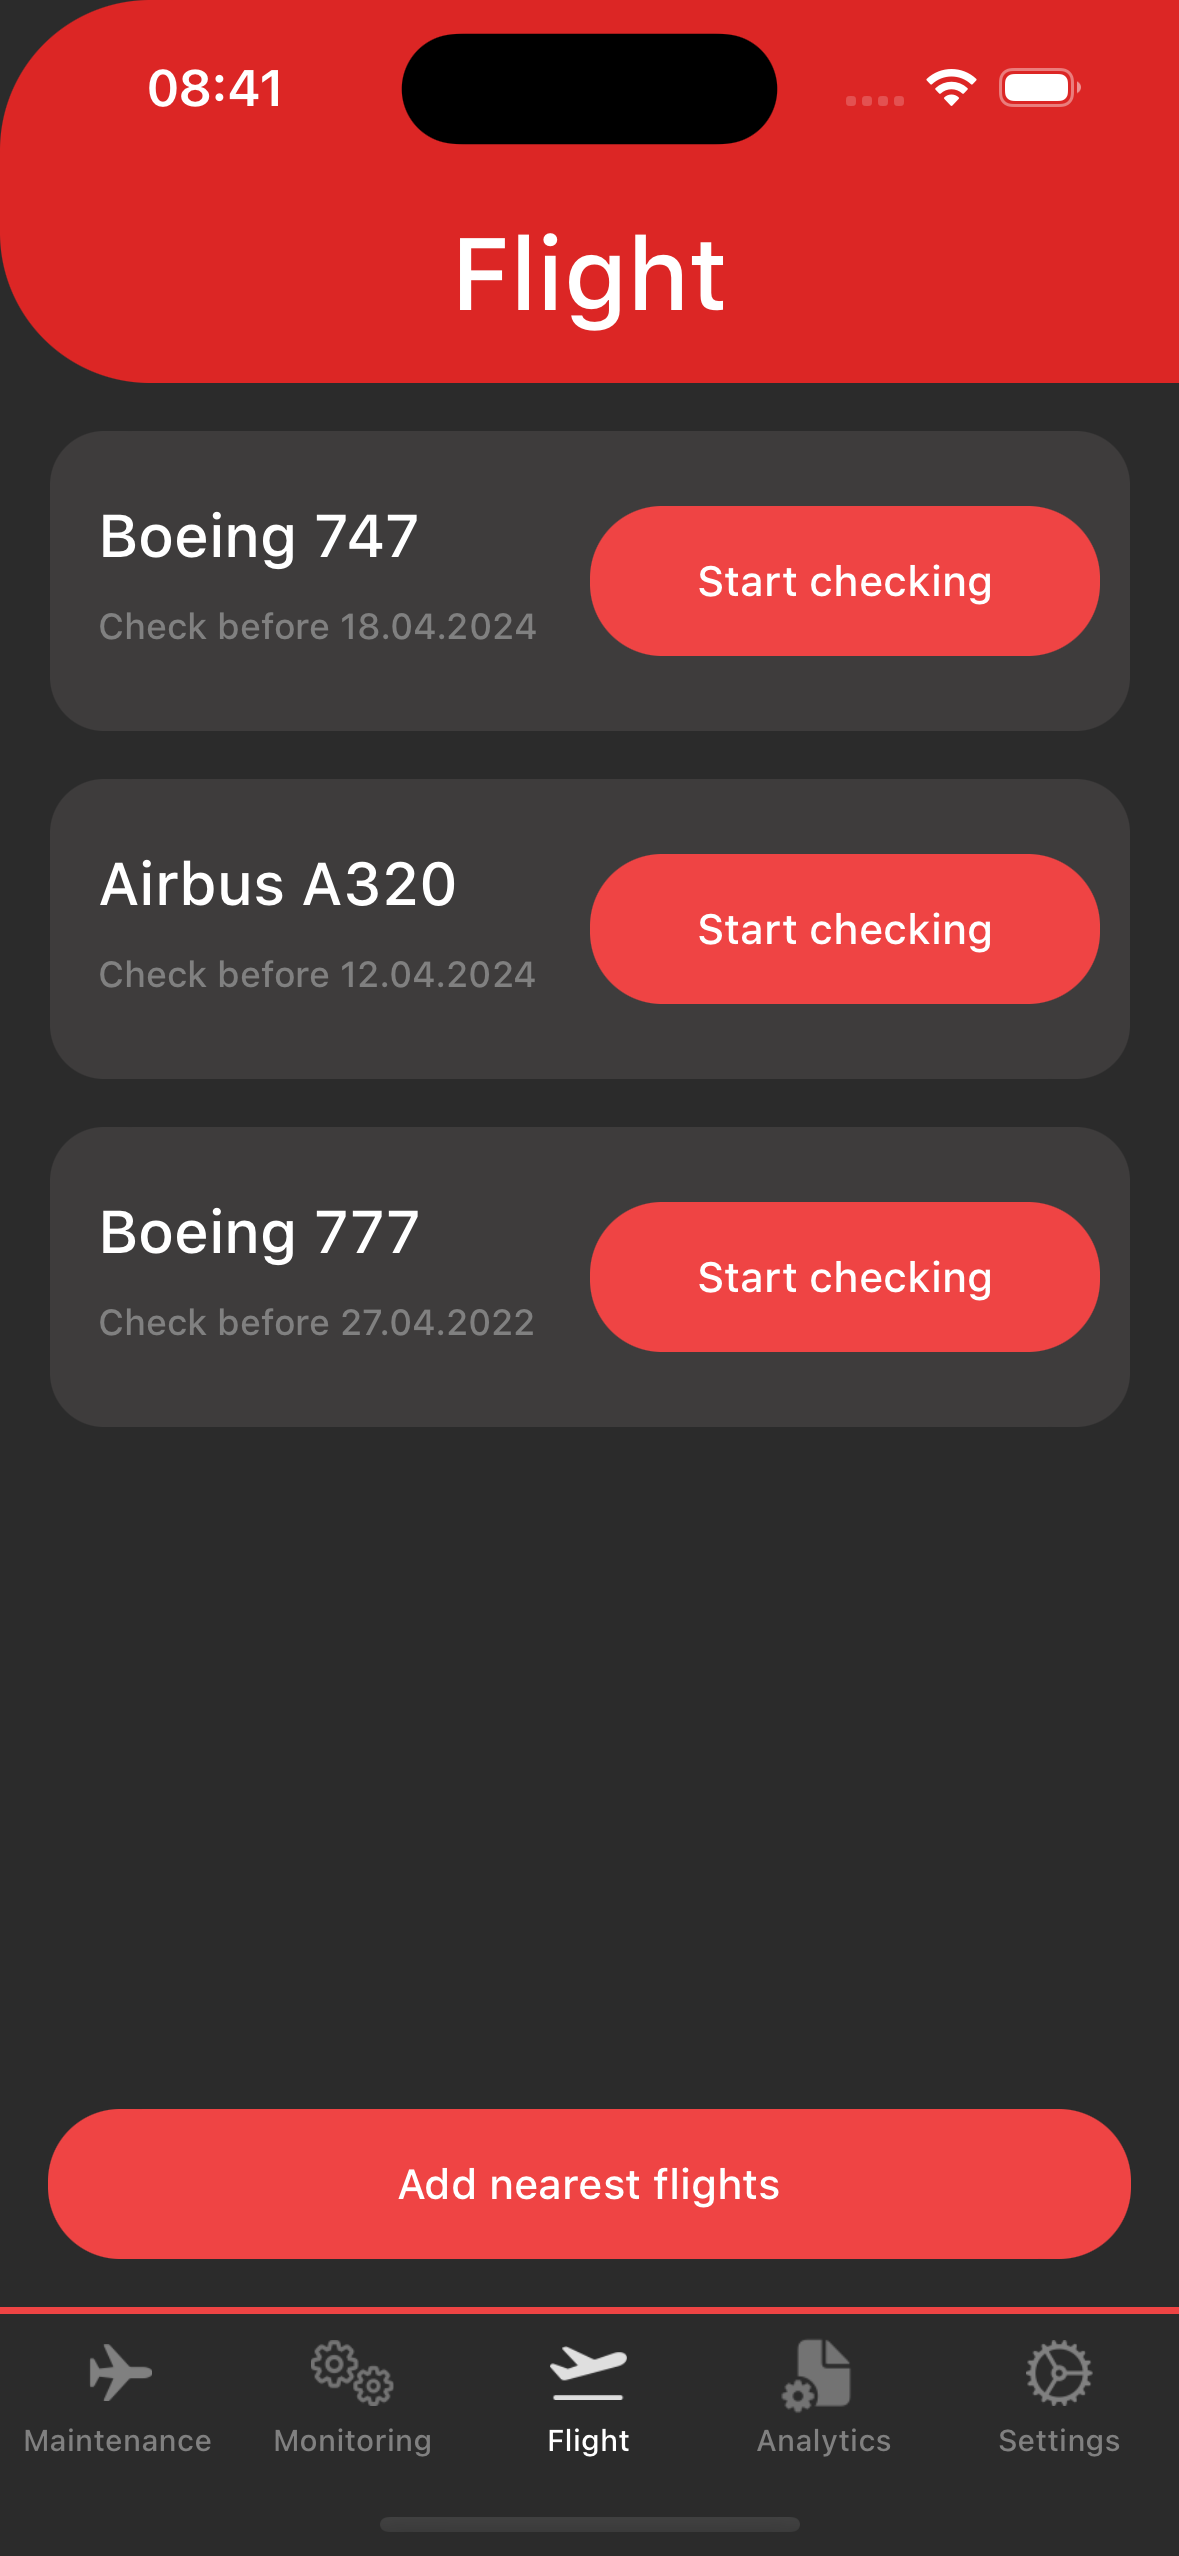 08:41
Flight
Boeing 747
Check before 18.04.2024
Start checking
Airbus A320
Check before 12.04.2024
Start checking
Boeing 777
Check before 27.04.2022
Start checking
Add nearest flights
Maintenance
Monitoring
Flight
Analytics
Settings